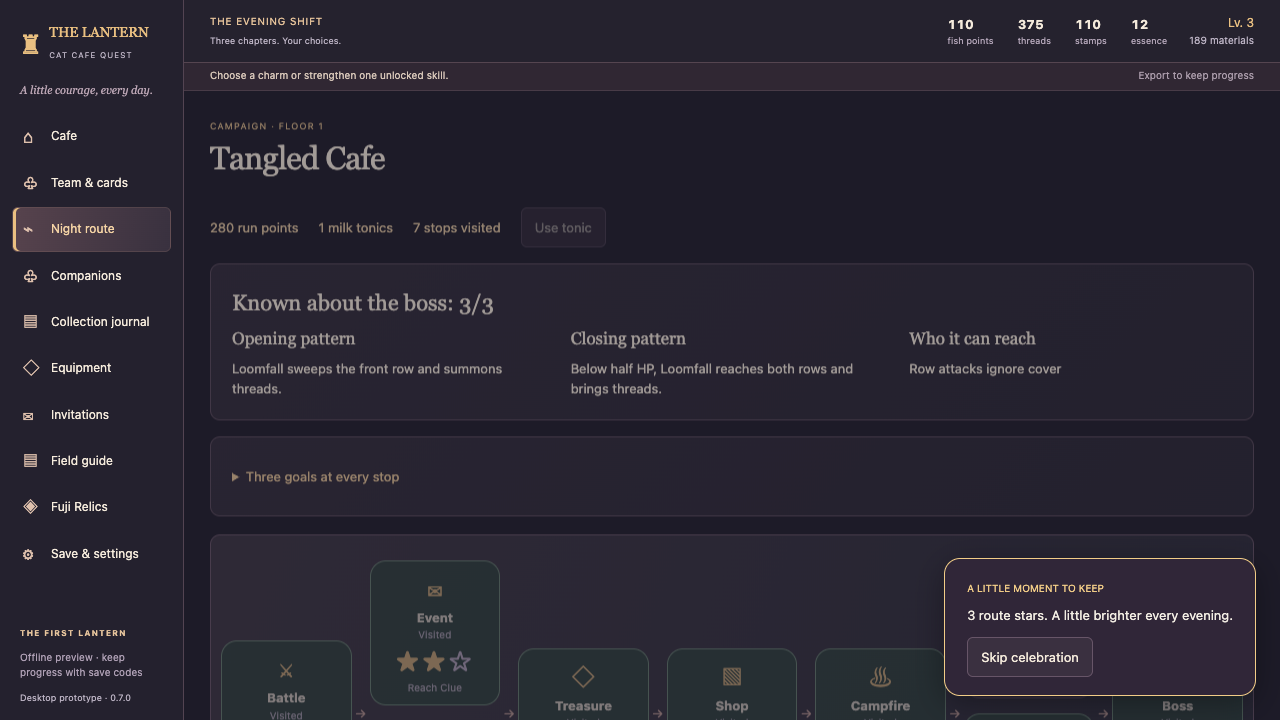 THE LANTERN
CAT CAFE QUEST
A little courage, every day.
Cafe
Team & cards
Night route
Companions
Collection journal
Equipment
Invitations
Field guide
Fuji Relics
Save & settings
THE FIRST LANTERN
Offline preview · keep
progress with save codes
Desktop prototype · 0.7.0
THE EVENING SHIFT
Three chapters. Your choices.
110
fish points
375
threads
110
stamps
12
essence
Lv. 3
189 materials
Choose a charm or strengthen one unlocked skill.
Export to keep progress
CAMPAIGN · FLOOR 1
Tangled Cafe
280 run points
1 milk tonics
7 stops visited
Use tonic
Known about the boss: 3/3
Opening pattern
Loomfall sweeps the front row and summons
threads.
Closing pattern
Below half HP, Loomfall reaches both rows and
brings threads.
Who it can reach
Row attacks ignore cover
Three goals at every stop
Battle
Visited
Event
Visited
Reach Clue
Treasure
Shop
Campfire
Boss
A LITTLE MOMENT TO KEEP
3 route stars. A little brighter every evening.
Skip celebration